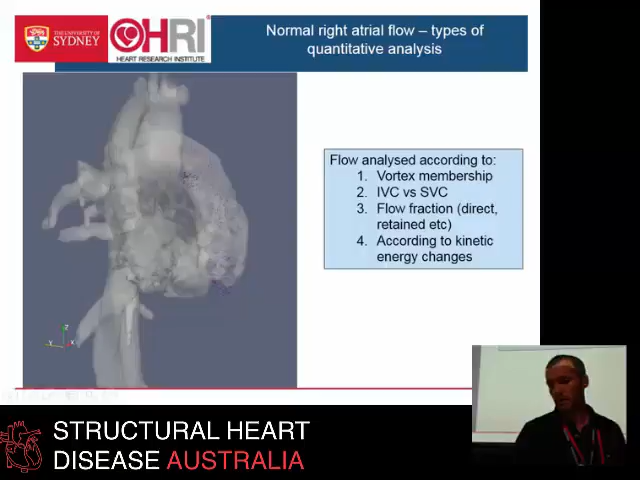 THE UNIVERSITY OF
SYDNEY
HRI
HEART RESEARCH INSTITUTE
Normal right atrial flow – types of
quantitative analysis
Flow analysed according to:
1. Vortex membership
2. IVC vs SVC
3. Flow fraction (direct,
retained etc)
4. According to kinetic
energy changes
Z
Y
X
STRUCTURAL HEART
DISEASE AUSTRALIA